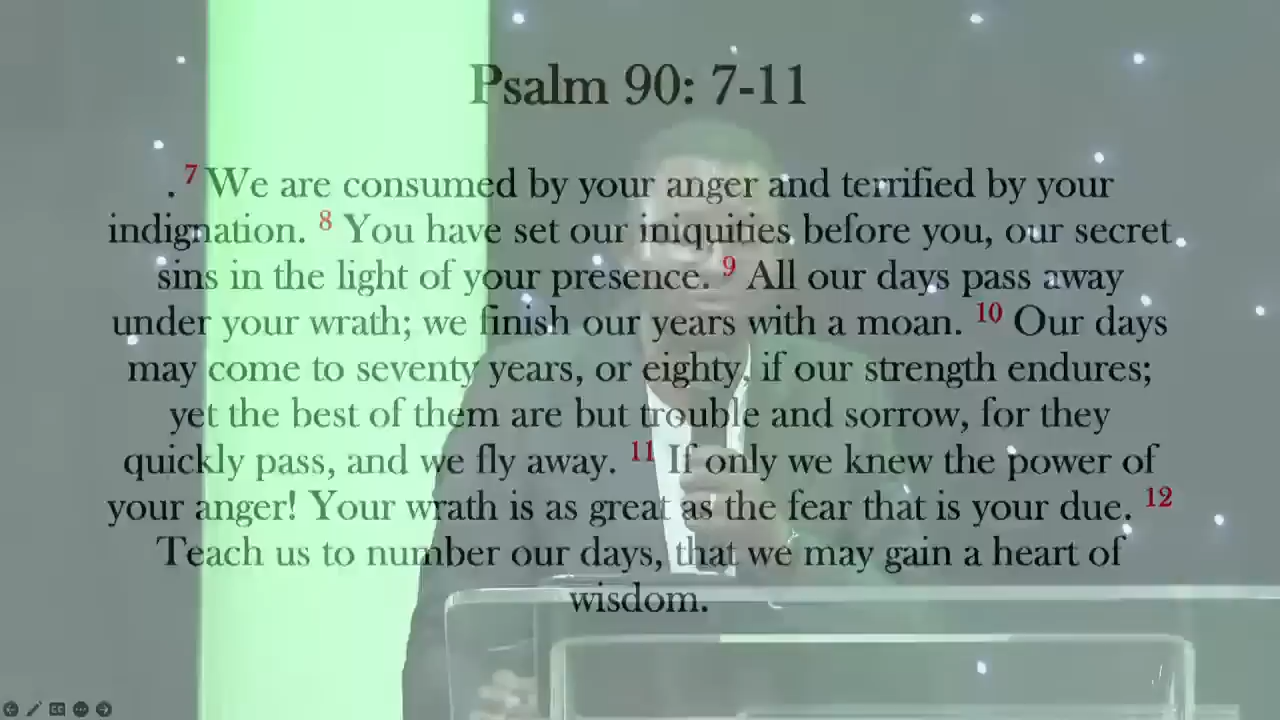 Psalm 90: 7-11
. 7 We are consumed by your anger and terrified by your
indignation. 8 You have set our iniquities before you, our secret
sins in the light of your presence. 9 All our days pass away
under your wrath; we finish our years with a moan. 10 Our days
may come to seventy years, or eighty, if our strength endures;
yet the best of them are but trouble and sorrow, for they
quickly pass, and we fly away. 11 If only we knew the power of
your anger! Your wrath is as great as the fear that is your due. 12
Teach us to number our days, that we may gain a heart of
wisdom.